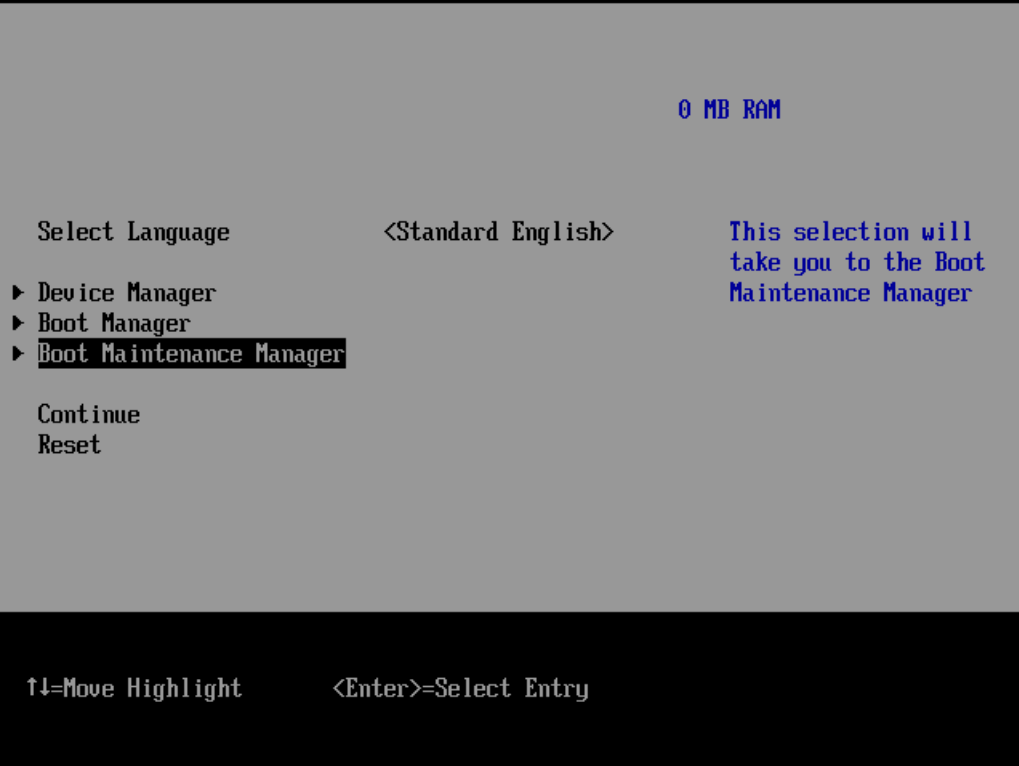 0 MB RAM
Select Language <Standard English> This selection will
take you to the Boot
Device Manager Maintenance Manager
Boot Manager
Boot Maintenance Manager
Continue
Reset
↑↓=Move Highlight <Enter>=Select Entry